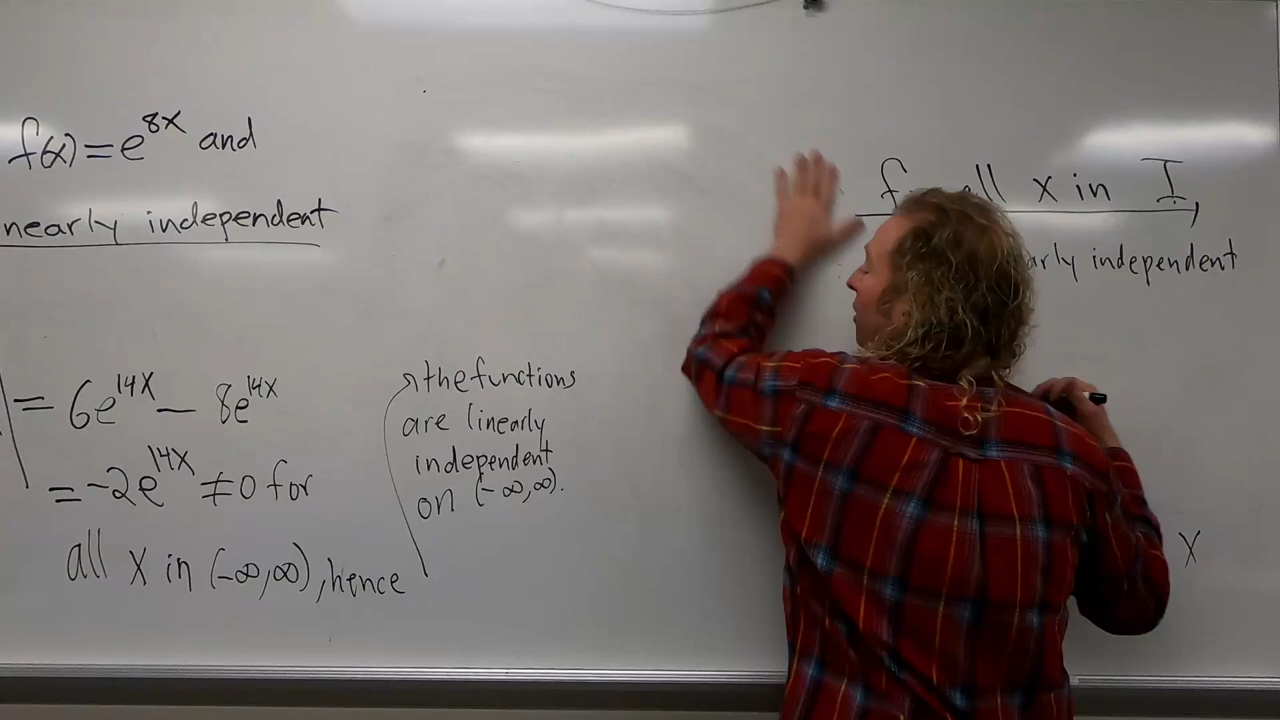 f(x) = e^{8x} and
nearly independent
= 6e^{14x} - 8e^{14x}
= -2e^{14x} ≠ 0 for
all x in (-∞,∞), hence
the functions
are linearly
independent
on (-∞,∞).
all x in I,
arly independent
x